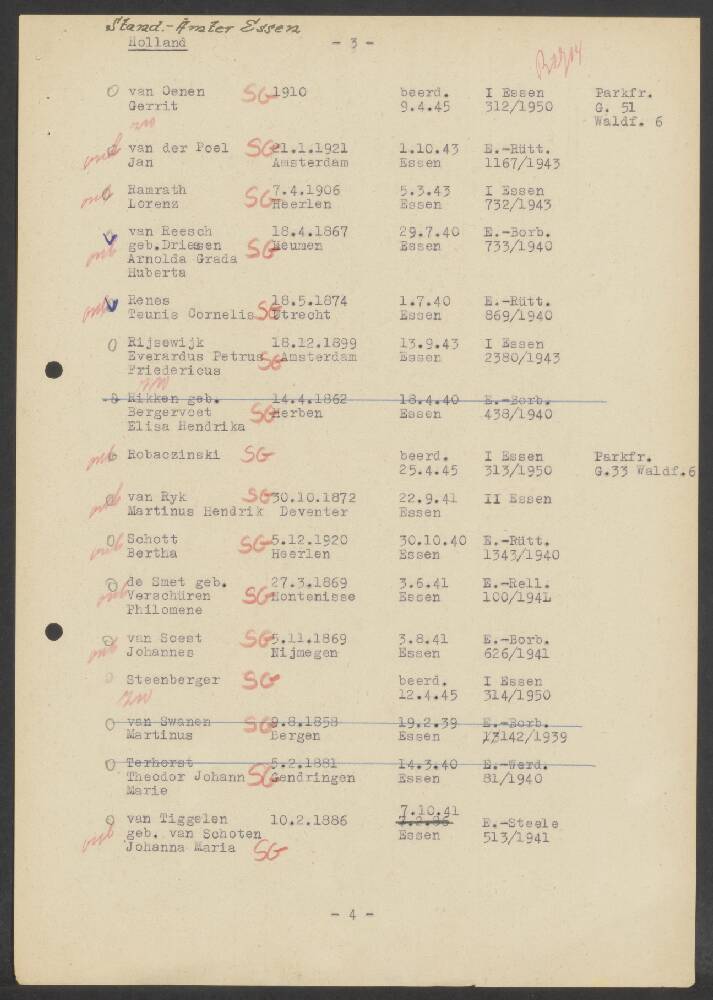 Stand.-Ämter Essen
Holland - 3 -
O van Oenen SG 1910 beerd. I Essen Parkfr.
Gerrit 9.4.45 312/1950 G. 51
Waldf. 6
van der Poel SG 21.1.1921 1.10.43 E.-Rütt.
Jan Amsterdam Essen 1167/1943
Ramrath SG 7.4.1906 5.3.43 I Essen
Lorenz Heerlen Essen 732/1943
van Reesch 18.4.1867 29.7.40 E.-Borb.
geb.Driesen SG Heumen Essen 733/1940
Arnolda Grada
Huberta
Renes SG 18.5.1874 1.7.40 E.-Rütt.
Teunis Cornelis Utrecht Essen 869/1940
O Rijsewijk 18.12.1899 13.9.43 I Essen
Everardus Petrus SG Amsterdam Essen 2380/1943
Friedericus
Rikken geb. 14.4.1862 18.4.40 E.-Borb.
Bergervoet SG Herben Essen 438/1940
Elisa Hendrika
Robaczinski SG beerd. I Essen Parkfr.
25.4.45 313/1950 G.33 Waldf.6
van Ryk SG 30.10.1872 22.9.41 II Essen
Martinus Hendrik Deventer Essen
O Schott SG 5.12.1920 30.10.40 E.-Rütt.
Bertha Heerlen Essen 1343/1940
O de Smet geb. 27.3.1869 3.6.41 E.-Rell.
Verschüren SG Hontenisse Essen 100/1941
Philomene
van Soest SG 5.11.1869 3.8.41 E.-Borb.
Johannes Nijmegen Essen 626/1941
O Steenberger SG beerd. I Essen
12.4.45 314/1950
O van Swanen SG 9.8.1858 19.2.39 E.-Borb.
Martinus Bergen Essen 142/1939
O Terhorst 5.2.1881 14.3.40 E.-Werd.
Theodor Johann SG Gendringen Essen 81/1940
Marie
7.10.41
O van Tiggelen 10.2.1886 E.-Steele
geb. van Schoten Essen 513/1941
Johanna Maria SG
- 4 -